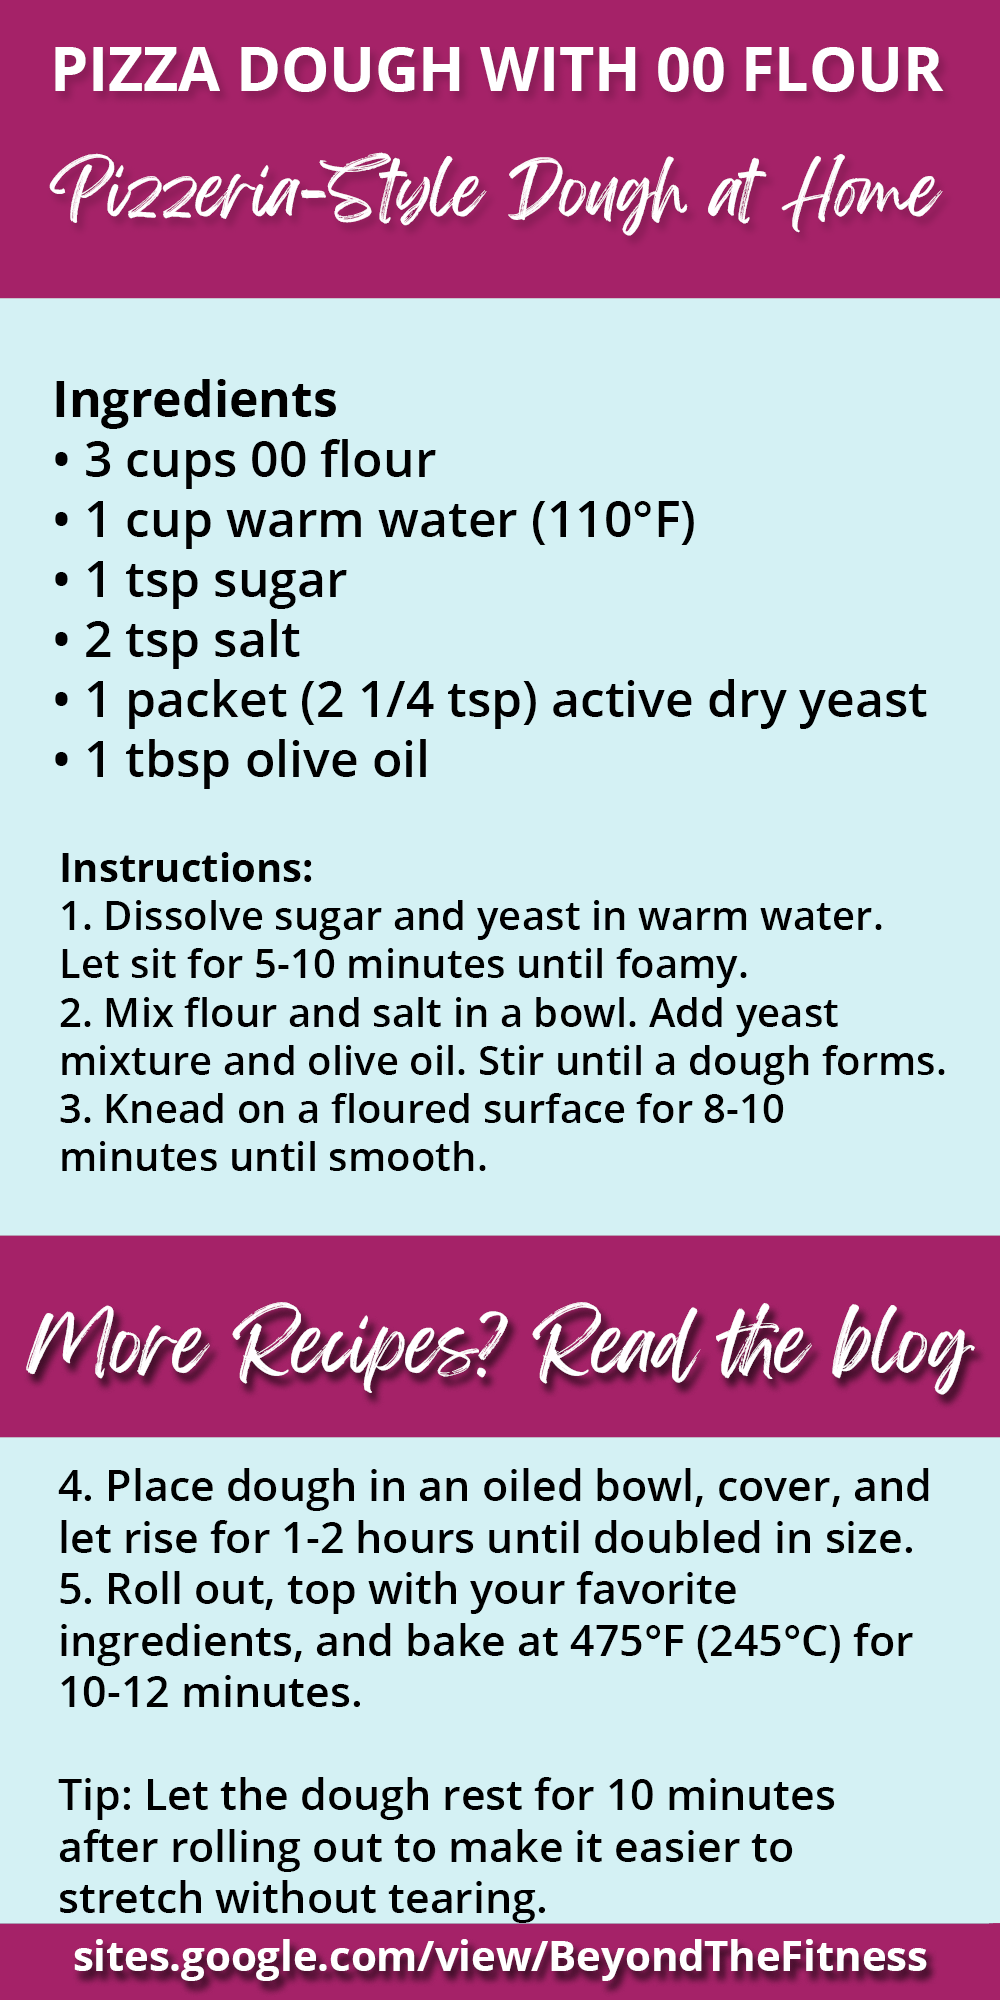 PIZZA DOUGH WITH 00 FLOUR
Pizzeria-Style Dough at Home
Ingredients
• 3 cups 00 flour
• 1 cup warm water (110°F)
• 1 tsp sugar
• 2 tsp salt
• 1 packet (2 1/4 tsp) active dry yeast
• 1 tbsp olive oil
Instructions:
1. Dissolve sugar and yeast in warm water.
Let sit for 5-10 minutes until foamy.
2. Mix flour and salt in a bowl. Add yeast
mixture and olive oil. Stir until a dough forms.
3. Knead on a floured surface for 8-10
minutes until smooth.
More Recipes? Read the blog
4. Place dough in an oiled bowl, cover, and
let rise for 1-2 hours until doubled in size.
5. Roll out, top with your favorite
ingredients, and bake at 475°F (245°C) for
10-12 minutes.
Tip: Let the dough rest for 10 minutes
after rolling out to make it easier to
stretch without tearing.
sites.google.com/view/BeyondTheFitness